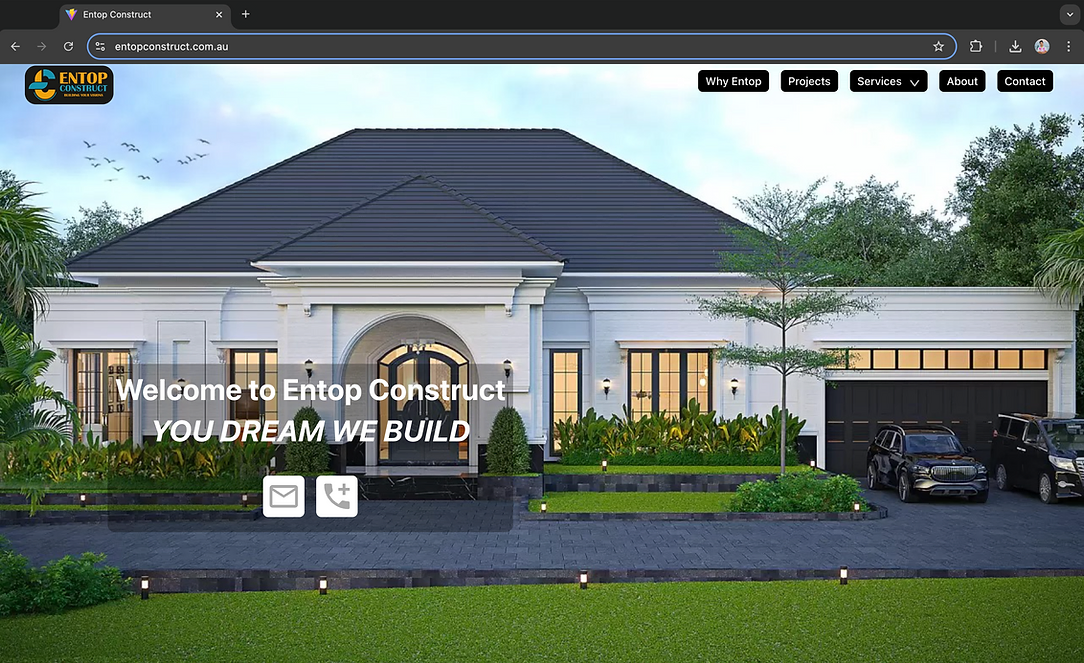 Entop Construct
entopconstruct.com.au
ENTOP
CONSTRUCT
BUILDING YOUR VISIONS
Why Entop
Projects
Services
About
Contact
Welcome to Entop Construct
YOU DREAM WE BUILD